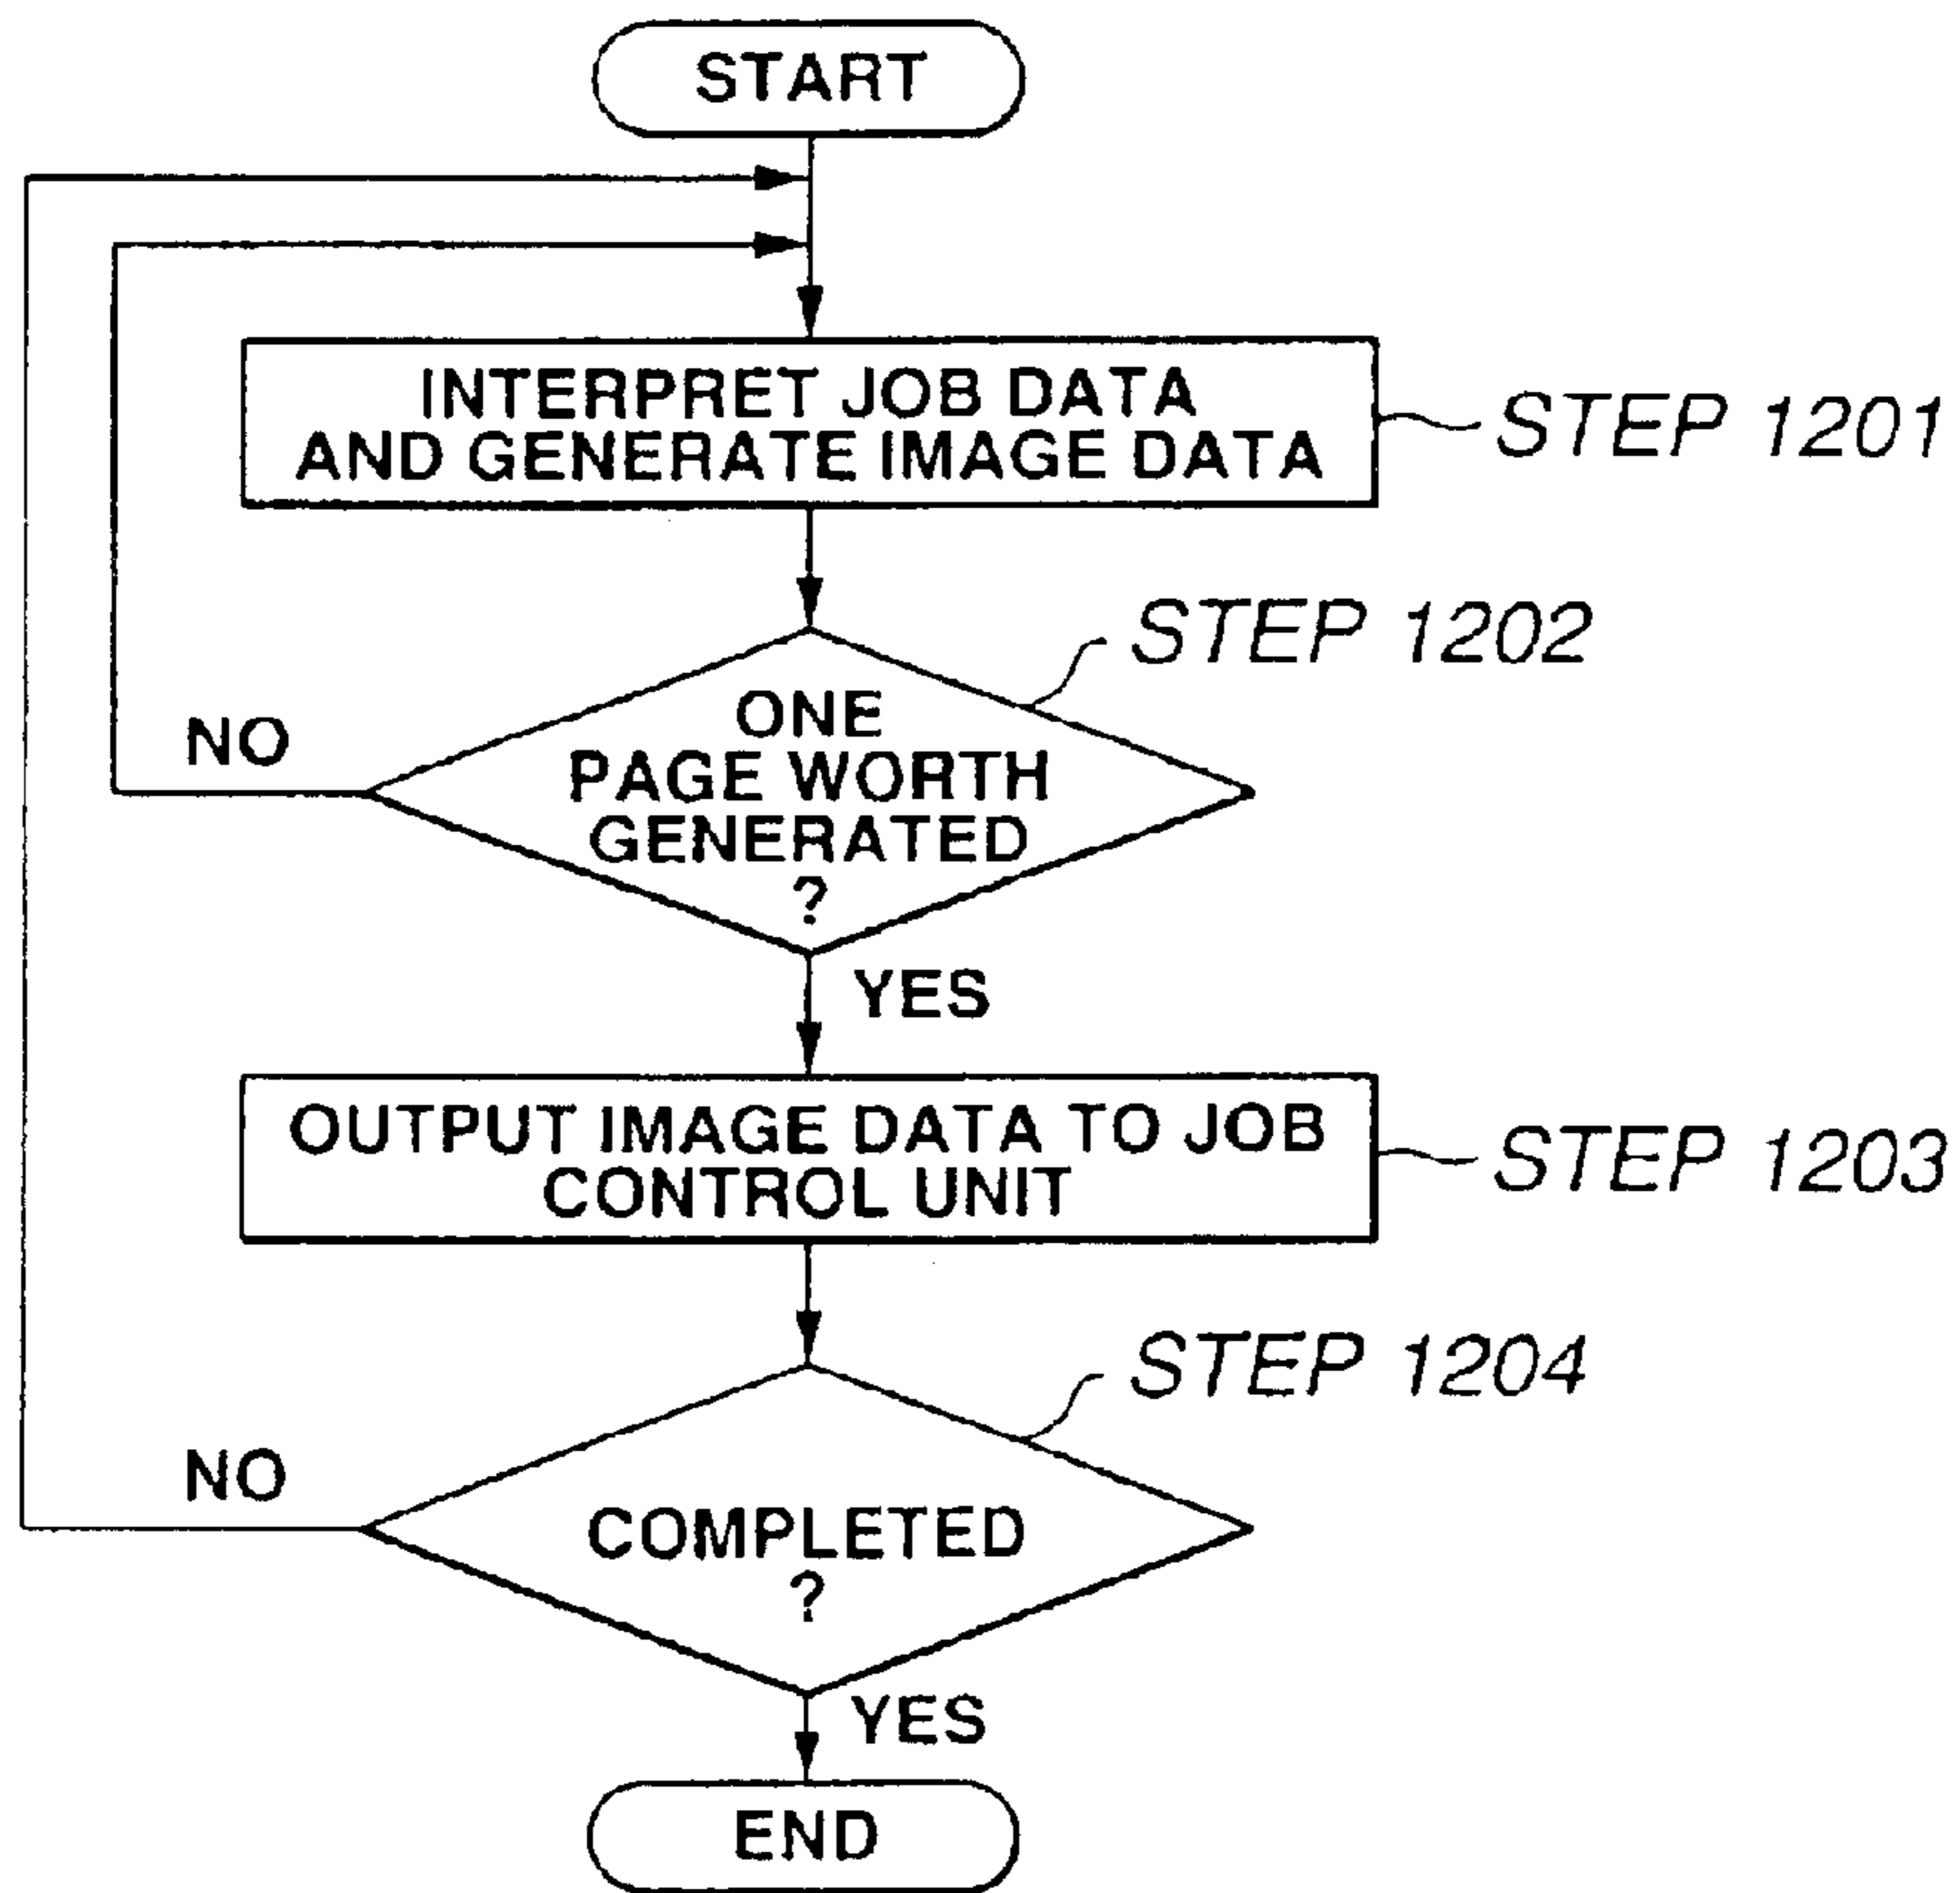 START
INTERPRET JOB DATA
AND GENERATE IMAGE DATA
STEP 1201
STEP 1202
ONE
PAGE WORTH
GENERATED
?
NO
YES
OUTPUT IMAGE DATA TO JOB
CONTROL UNIT
STEP 1203
STEP 1204
COMPLETED
?
NO
YES
END